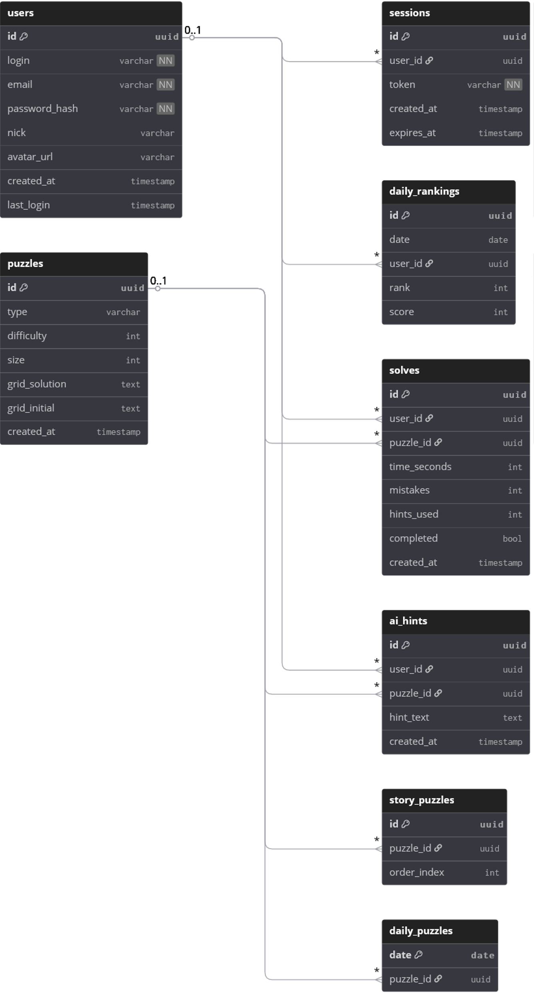 users
id uuid
login varchar NN
email varchar NN
password_hash varchar NN
nick varchar
avatar_url varchar
created_at timestamp
last_login timestamp
0..1
puzzles
id uuid
type varchar
difficulty int
size int
grid_solution text
grid_initial text
created_at timestamp
0..1
sessions
id uuid
* user_id uuid
token varchar NN
created_at timestamp
expires_at timestamp
daily_rankings
id uuid
date date
* user_id uuid
rank int
score int
solves
id uuid
* user_id uuid
* puzzle_id uuid
time_seconds int
mistakes int
hints_used int
completed bool
created_at timestamp
ai_hints
id uuid
* user_id uuid
* puzzle_id uuid
hint_text text
created_at timestamp
story_puzzles
id uuid
* puzzle_id uuid
order_index int
daily_puzzles
date date
* puzzle_id uuid